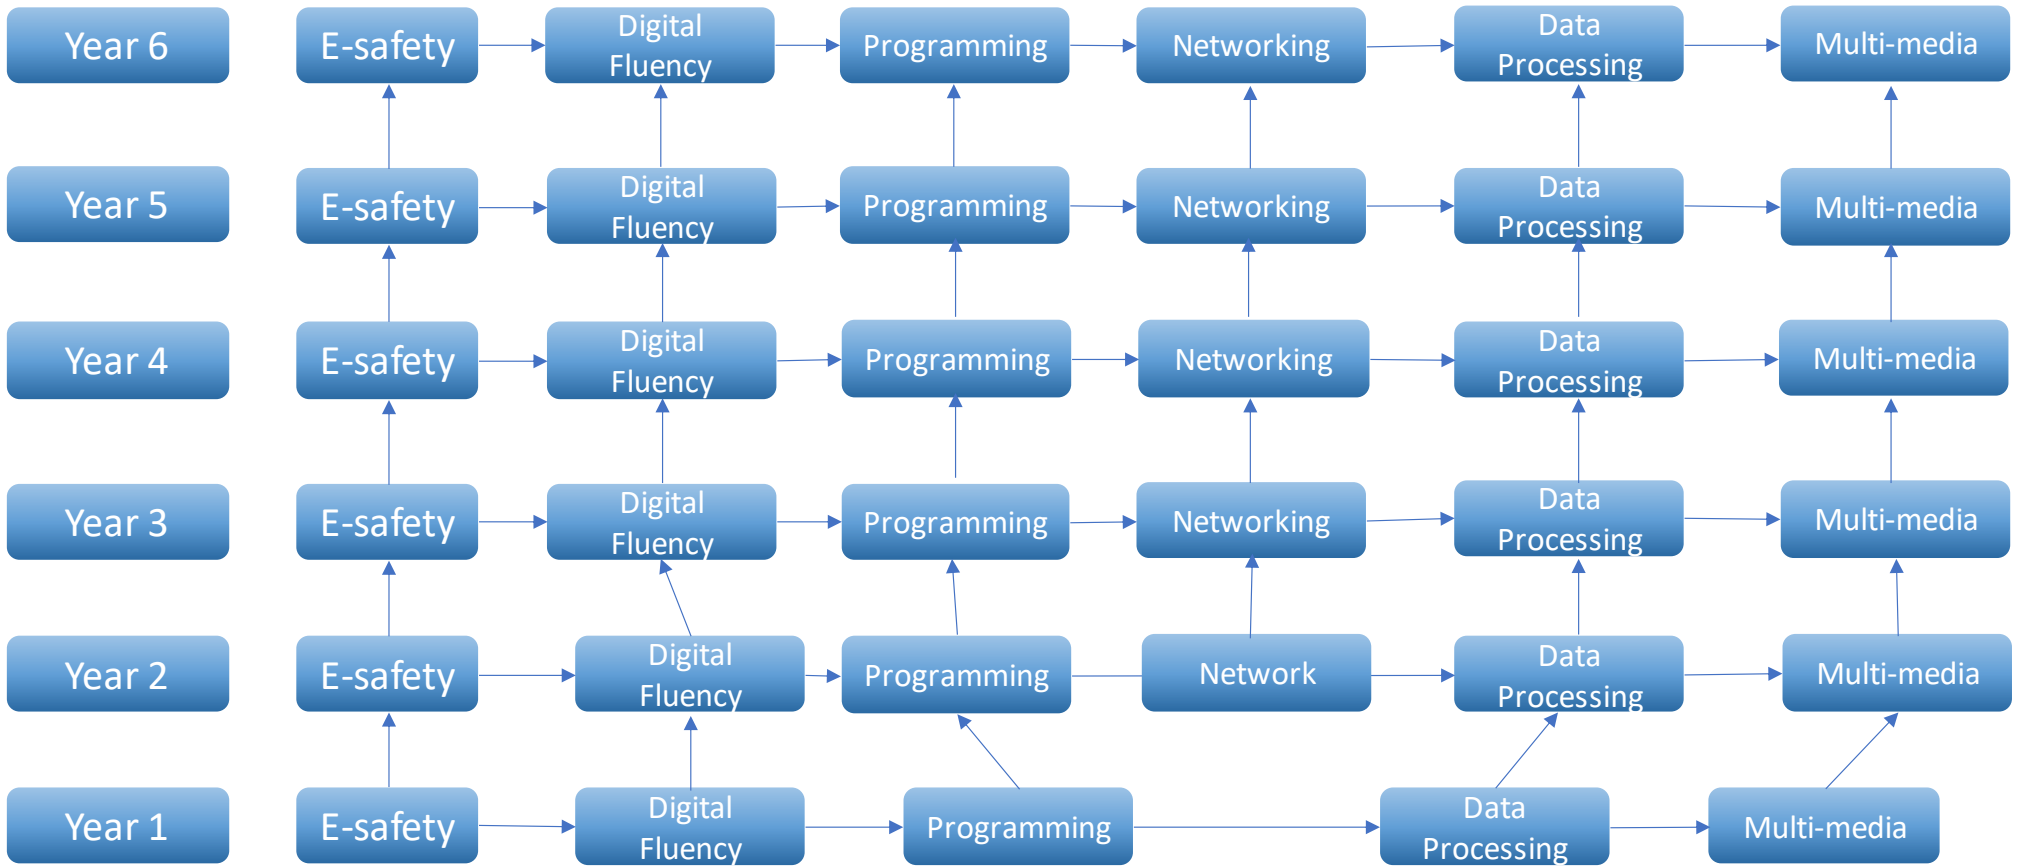 Year 6
E-safety
Digital
Fluency
Programming
Networking
Data
Processing
Multi-media
Year 5
E-safety
Digital
Fluency
Programming
Networking
Data
Processing
Multi-media
Year 4
E-safety
Digital
Fluency
Programming
Networking
Data
Processing
Multi-media
Year 3
E-safety
Digital
Fluency
Programming
Networking
Data
Processing
Multi-media
Year 2
E-safety
Digital
Fluency
Programming
Network
Data
Processing
Multi-media
Year 1
E-safety
Digital
Fluency
Programming
Data
Processing
Multi-media